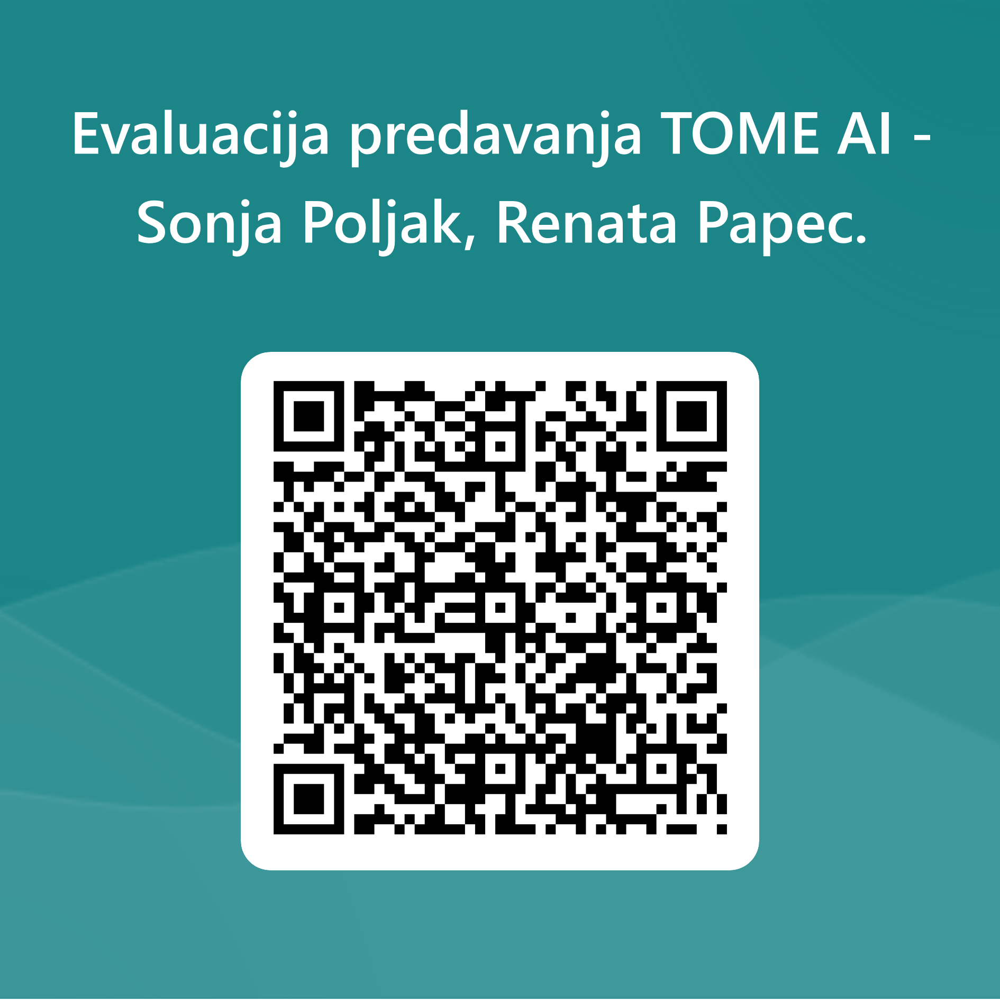 Evaluacija predavanja TOME AI -
Sonja Poljak, Renata Papec.